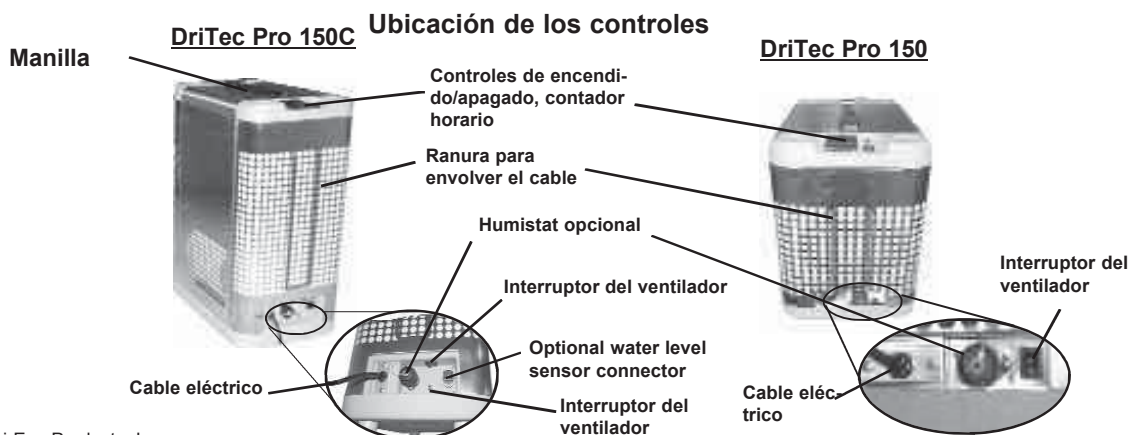 Ubicación de los controles
DriTec Pro 150C
DriTec Pro 150
Manilla
Controles de encendi-
do/apagado, contador
horario
Ranura para
envolver el cable
Humistat opcional
Interruptor del
ventilador
Interruptor del ventilador
Optional water level
sensor connector
Cable eléctrico
Interruptor del
ventilador
Cable eléc-
trico